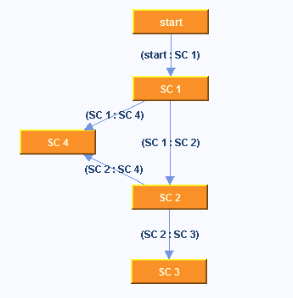 start
(start : SC 1)
SC 1
(SC 1 : SC 4)
SC 4
(SC 1 : SC 2)
(SC 2 : SC 4)
SC 2
(SC 2 : SC 3)
SC 3